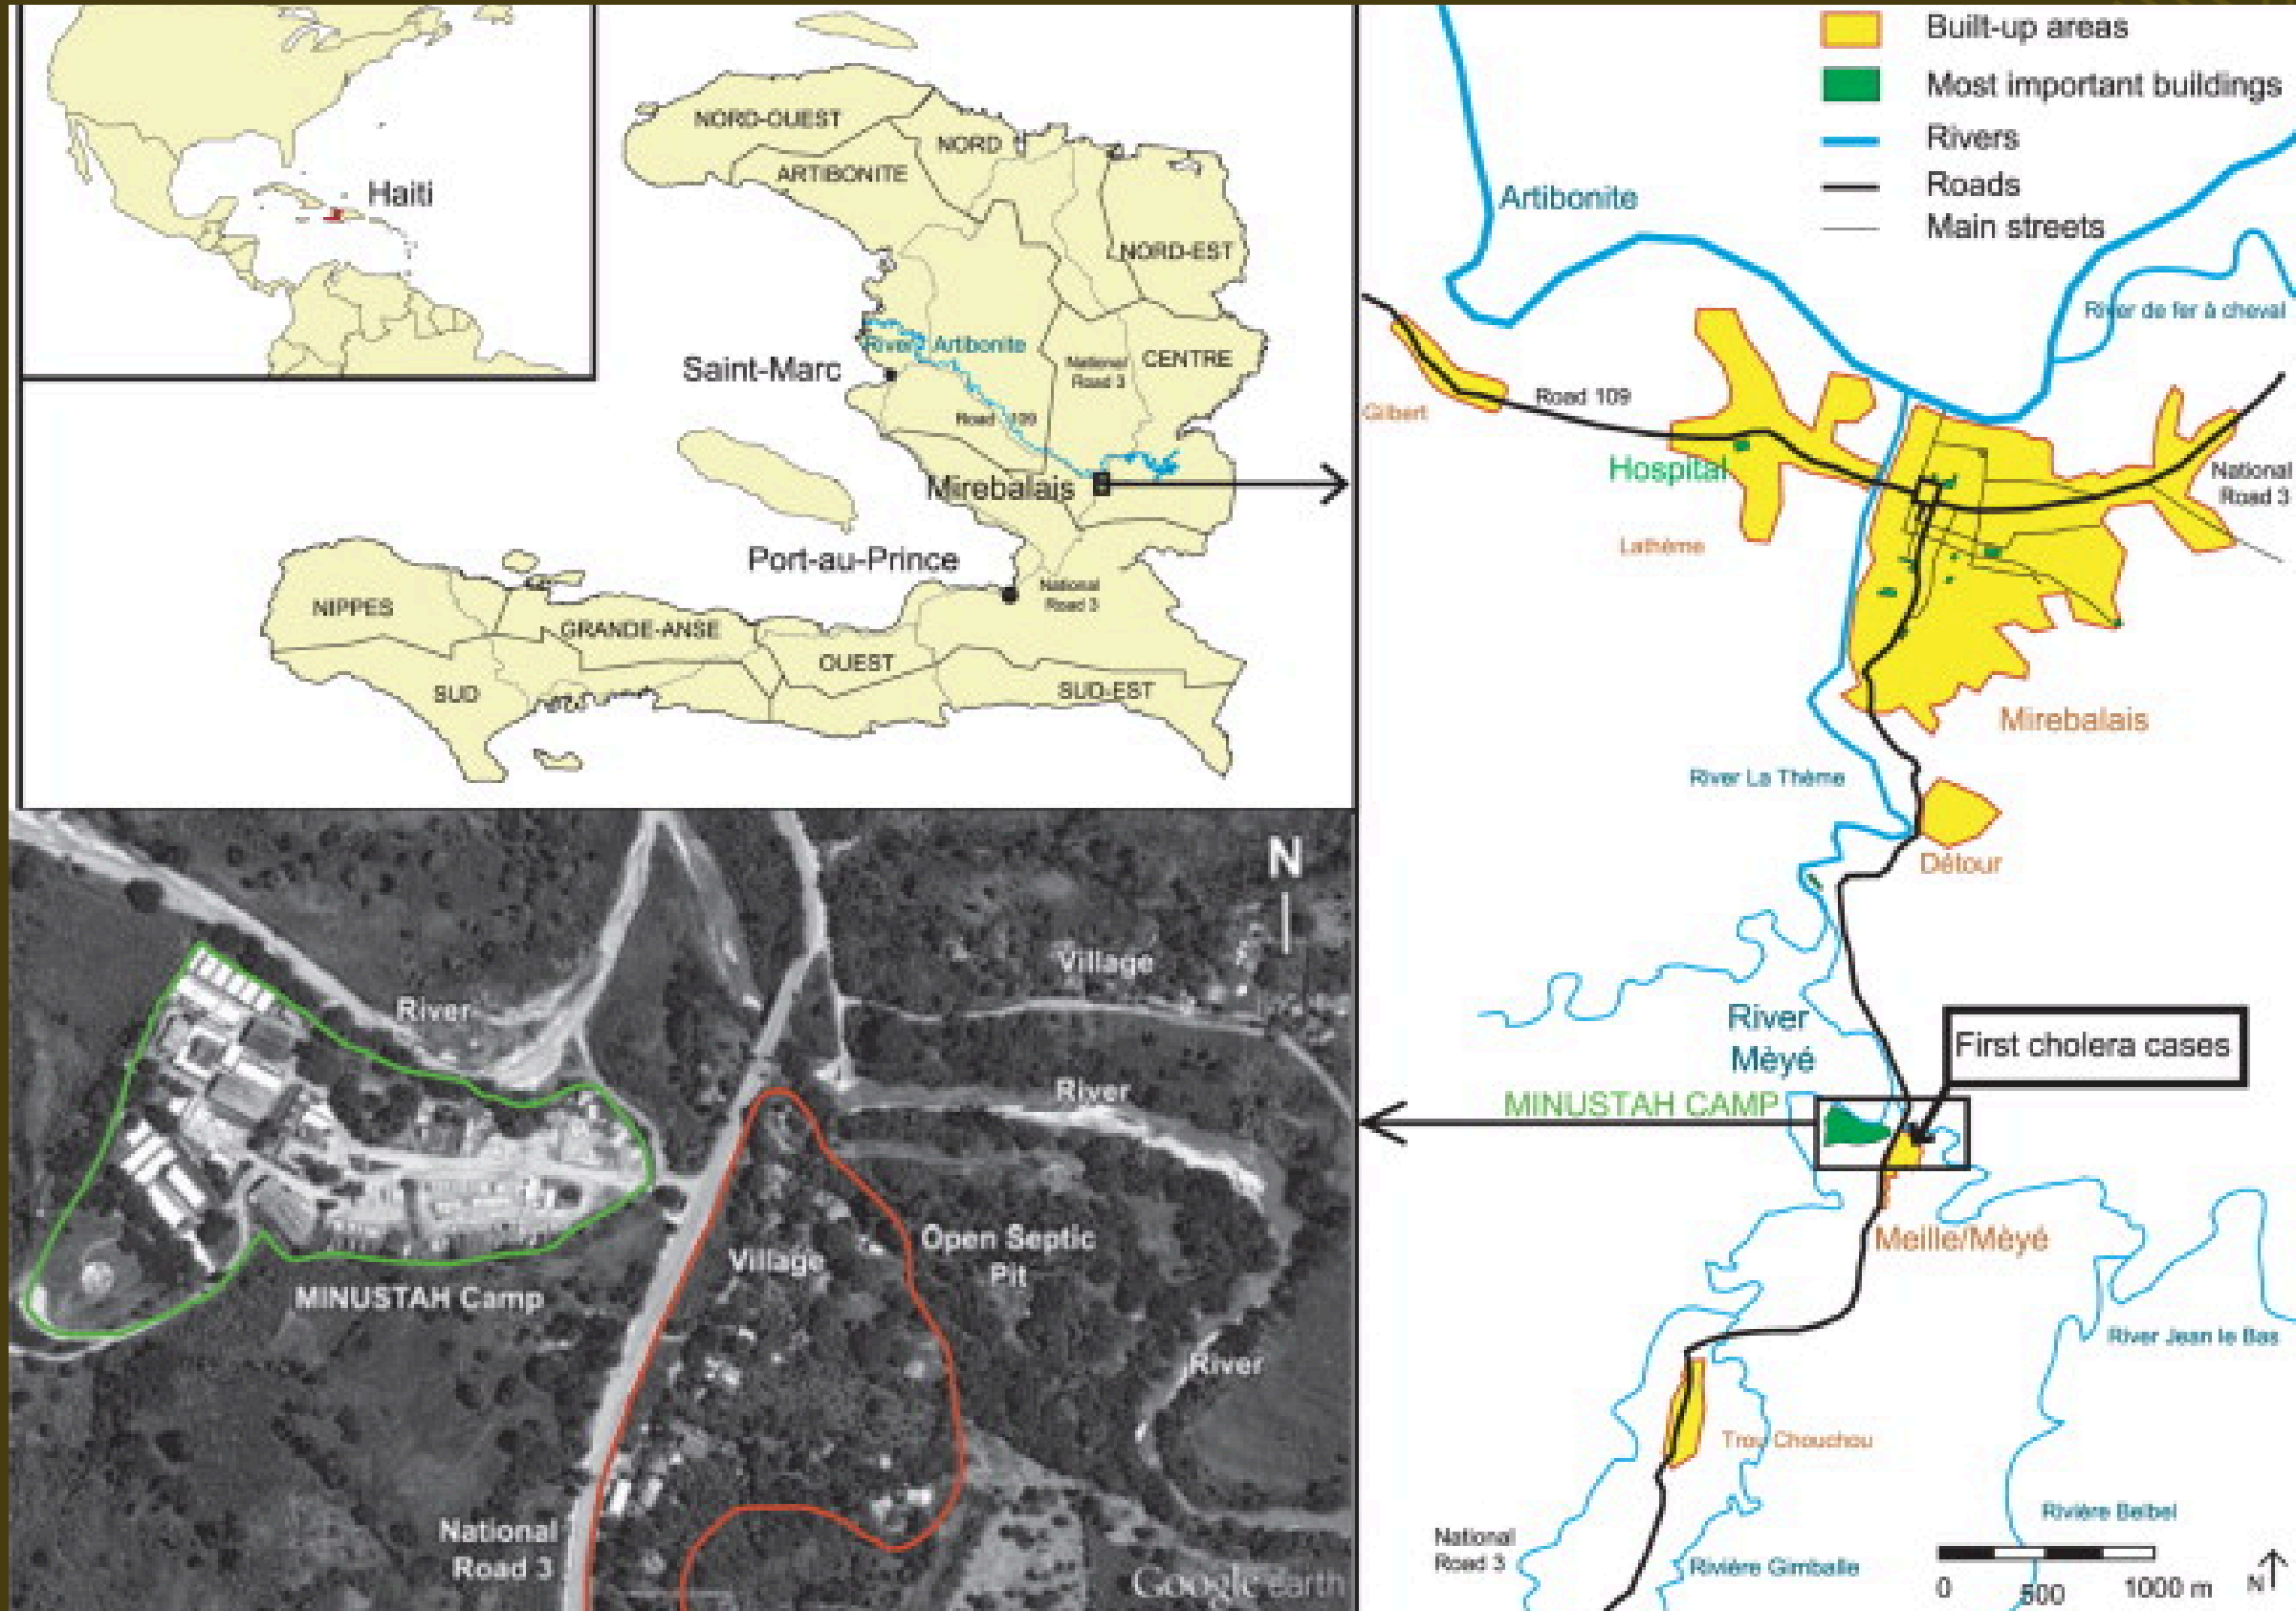 Haiti
NORD-OUEST
NORD
ARTIBONITE
NORD-EST
River Artibonite
Saint-Marc
National
Road 3
CENTRE
Road 109
Mirebalais
Port-au-Prince
National
Road 3
NIPPES
GRANDE-ANSE
OUEST
SUD
SUD-EST
N
Village
River
River
Village
Open Septic
Pit
MINUSTAH Camp
River
National
Road 3
Google earth
Built-up areas
Most important buildings
Rivers
Roads
Main streets
Artibonite
River de fer à cheval
Gilbert
Road 109
Hospital
National
Road 3
Lathème
Mirebalais
River La Thème
Détour
River
Mèyé
First cholera cases
MINUSTAH CAMP
Meille/Mèyé
River Jean le Bas
Trou Chouchou
Rivière Belbel
National
Road 3
Rivière Gimballe
0 500 1000 m
N